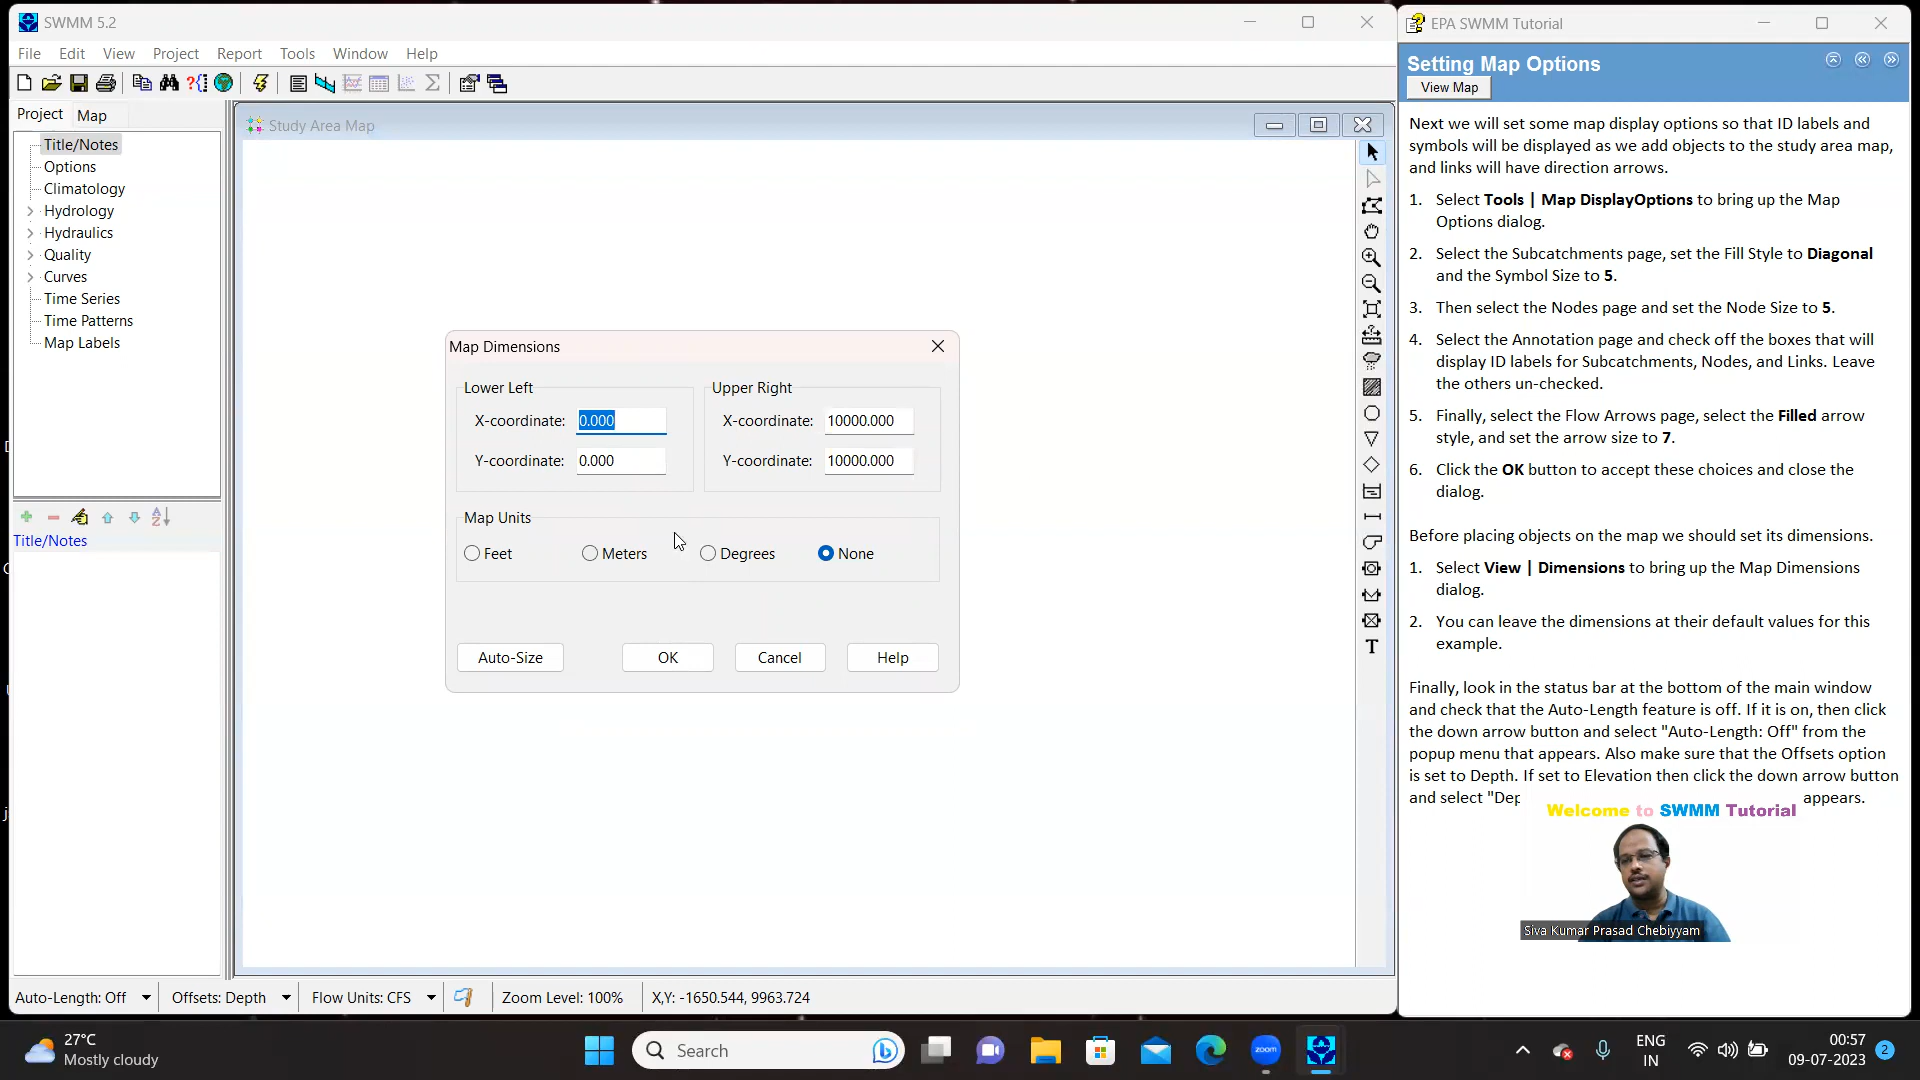 SWMM 5.2
File Edit View Project Report Tools Window Help
Project Map
Title/Notes
Options
Climatology
Hydrology
Hydraulics
Quality
Curves
Time Series
Time Patterns
Map Labels
Title/Notes
Study Area Map
T
Map Dimensions
Lower Left
X-coordinate: 0.000
Y-coordinate: 0.000
Upper Right
X-coordinate: 10000.000
Y-coordinate: 10000.000
Map Units
Feet Meters Degrees None
Auto-Size OK Cancel Help
Auto-Length: Off Offsets: Depth Flow Units: CFS Zoom Level: 100% X,Y: -1650.544, 9963.724
EPA SWMM Tutorial
Setting Map Options
View Map
Next we will set some map display options so that ID labels and
symbols will be displayed as we add objects to the study area map,
and links will have direction arrows.
1. Select Tools | Map DisplayOptions to bring up the Map
Options dialog.
2. Select the Subcatchments page, set the Fill Style to Diagonal
and the Symbol Size to 5.
3. Then select the Nodes page and set the Node Size to 5.
4. Select the Annotation page and check off the boxes that will
display ID labels for Subcatchments, Nodes, and Links. Leave
the others un-checked.
5. Finally, select the Flow Arrows page, select the Filled arrow
style, and set the arrow size to 7.
6. Click the OK button to accept these choices and close the
dialog.
Before placing objects on the map we should set its dimensions.
1. Select View | Dimensions to bring up the Map Dimensions
dialog.
2. You can leave the dimensions at their default values for this
example.
Finally, look in the status bar at the bottom of the main window
and check that the Auto-Length feature is off. If it is on, then click
the down arrow button and select "Auto-Length: Off" from the
popup menu that appears. Also make sure that the Offsets option
is set to Depth. If set to Elevation then click the down arrow button
and select "Dep appears.
Welcome to SWMM Tutorial
Siva Kumar Prasad Chebiyyam
27°C
Mostly cloudy
Search
zoom
ENG
IN
00:57
09-07-2023
2